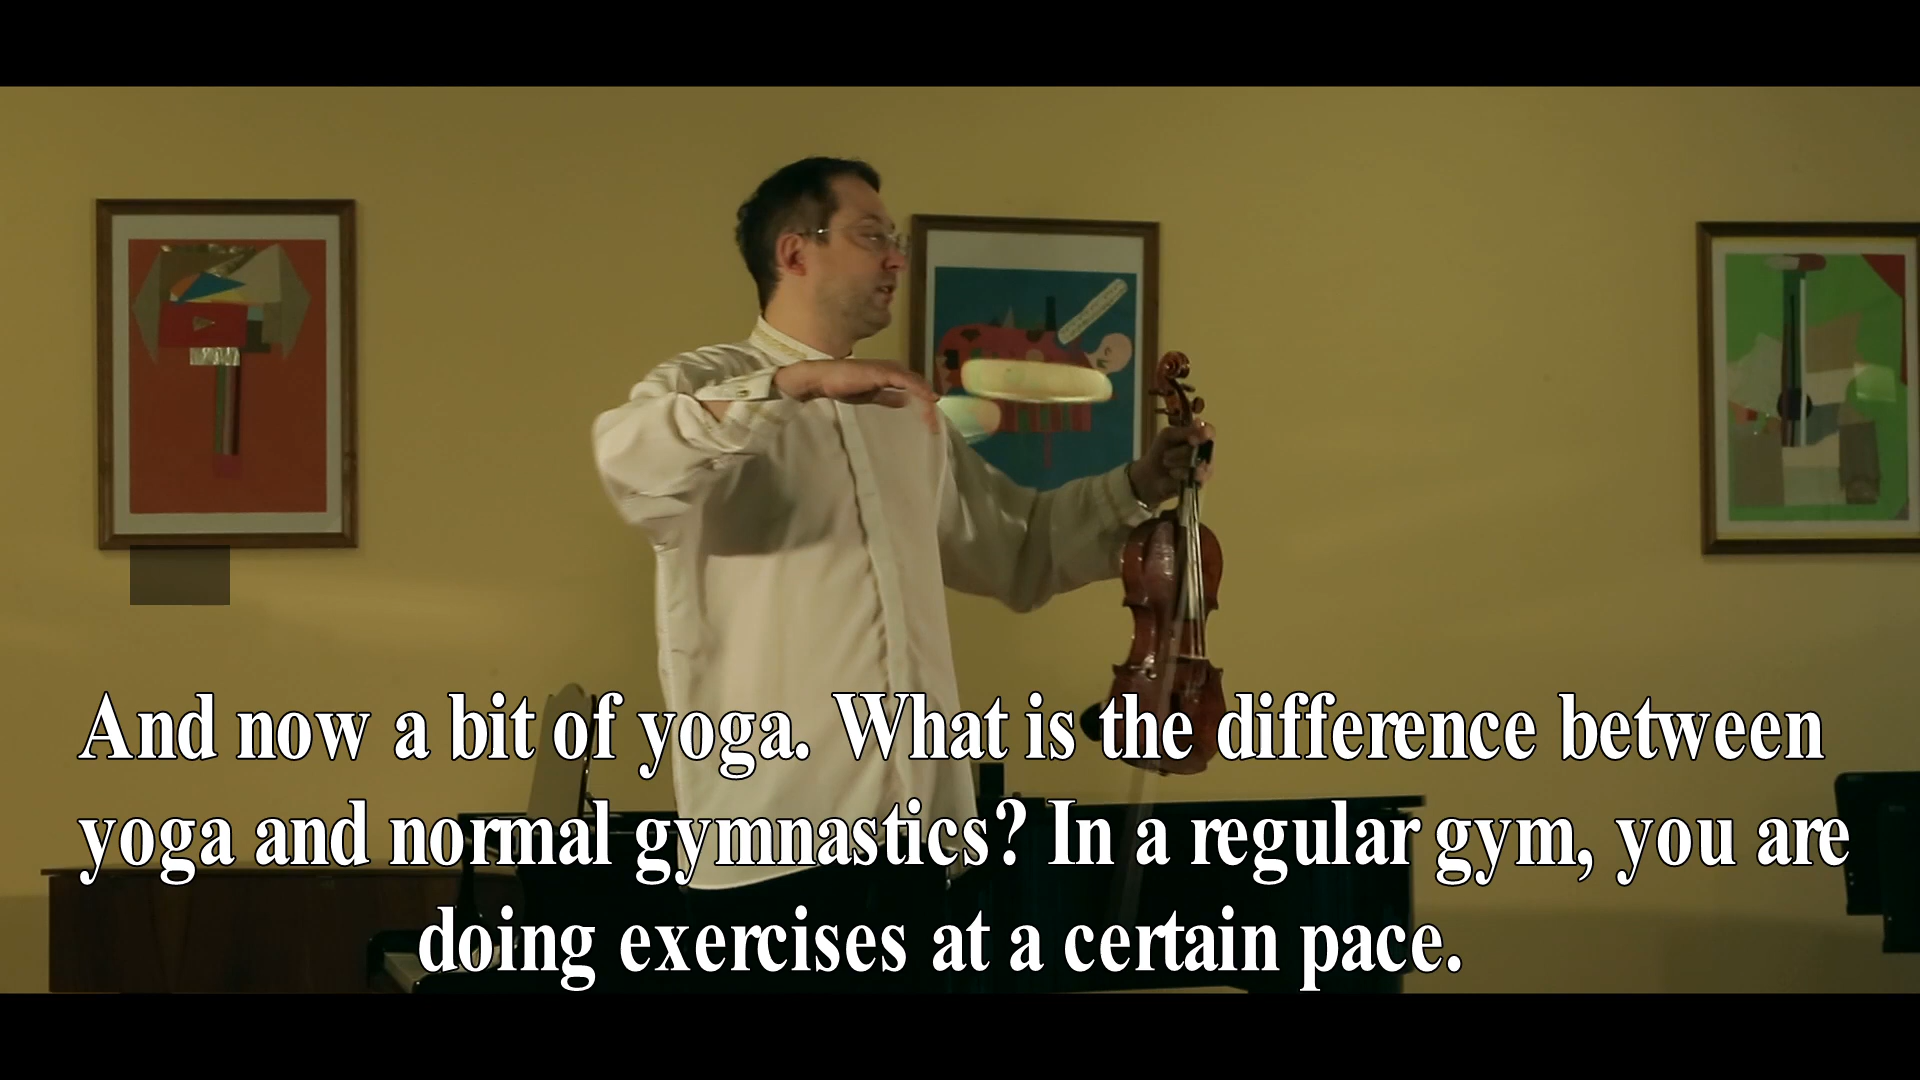 And now a bit of yoga. What is the difference between
yoga and normal gymnastics? In a regular gym, you are
doing exercises at a certain pace.